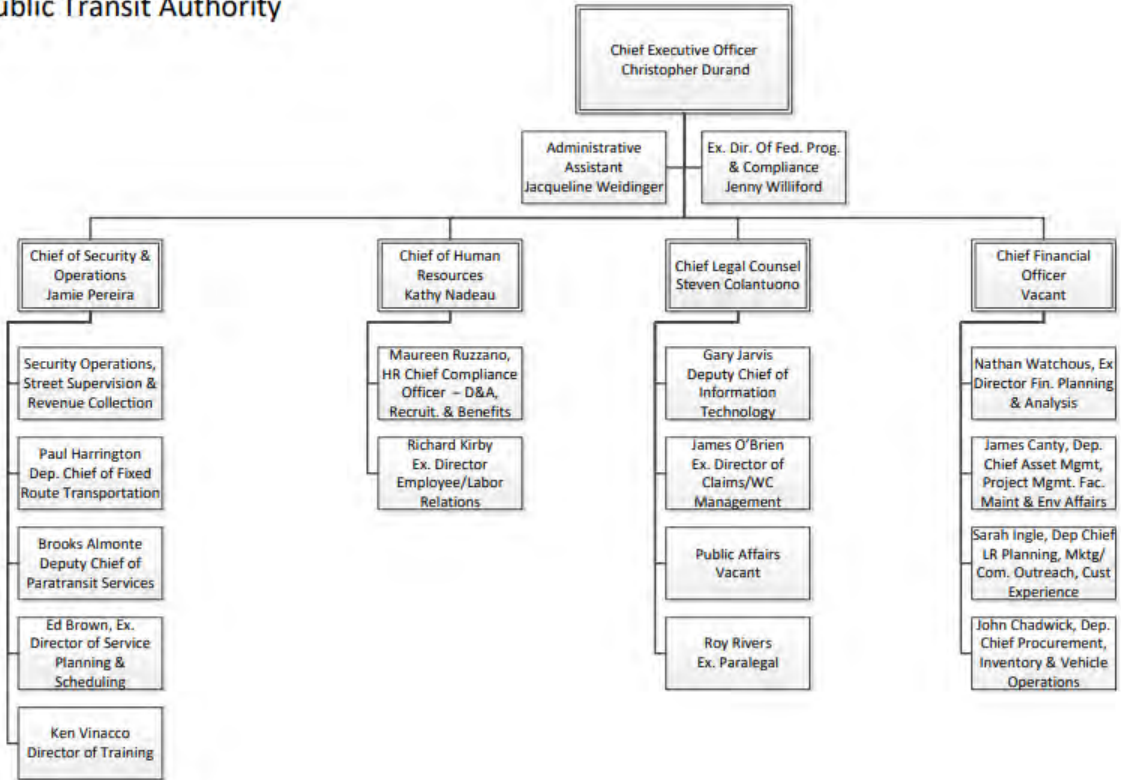 Public Transit Authority
Chief Executive Officer
Christopher Durand
Administrative
Assistant
Jacqueline Weidinger
Ex. Dir. Of Fed. Prog.
& Compliance
Jenny Williford
Chief of Security &
Operations
Jamie Pereira
Chief of Human
Resources
Kathy Nadeau
Chief Legal Counsel
Steven Colantuono
Chief Financial
Officer
Vacant
Security Operations,
Street Supervision &
Revenue Collection
Paul Harrington
Dep. Chief of Fixed
Route Transportation
Brooks Almonte
Deputy Chief of
Paratransit Services
Ed Brown, Ex.
Director of Service
Planning &
Scheduling
Ken Vinacco
Director of Training
Maureen Ruzzano,
HR Chief Compliance
Officer – D&A,
Recruit. & Benefits
Richard Kirby
Ex. Director
Employee/Labor
Relations
Gary Jarvis
Deputy Chief of
Information
Technology
James O’Brien
Ex. Director of
Claims/WC
Management
Public Affairs
Vacant
Roy Rivers
Ex. Paralegal
Nathan Watchous, Ex
Director Fin. Planning
& Analysis
James Canty, Dep.
Chief Asset Mgmt,
Project Mgmt. Fac.
Maint & Env Affairs
Sarah Ingle, Dep Chief
LR Planning, Mktg/
Com. Outreach, Cust
Experience
John Chadwick, Dep.
Chief Procurement,
Inventory & Vehicle
Operations